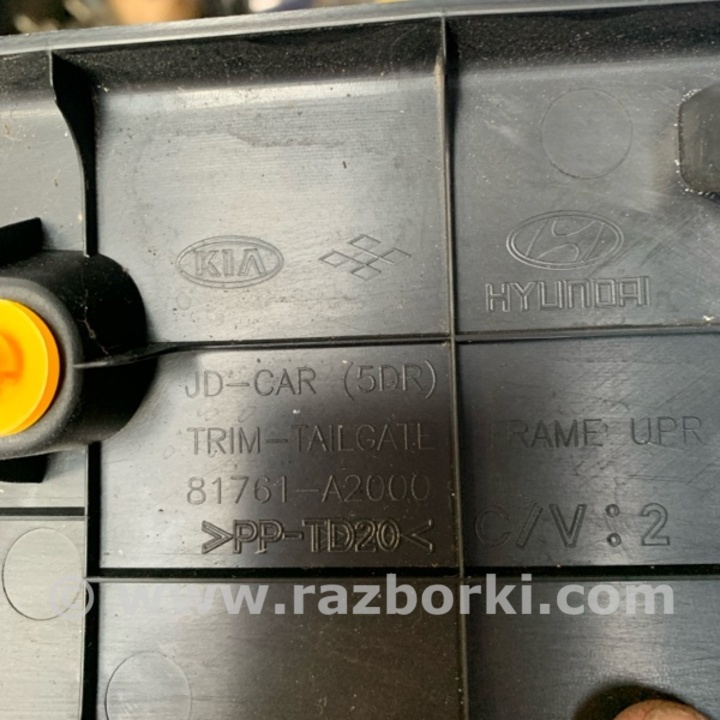 KIA
HYUNDAI
JD-CAR (5DR)
TRIM-TAILGATE FRAME UPR
81761-A2000
>PP-TD20< C/V:2
© www.razborki.com